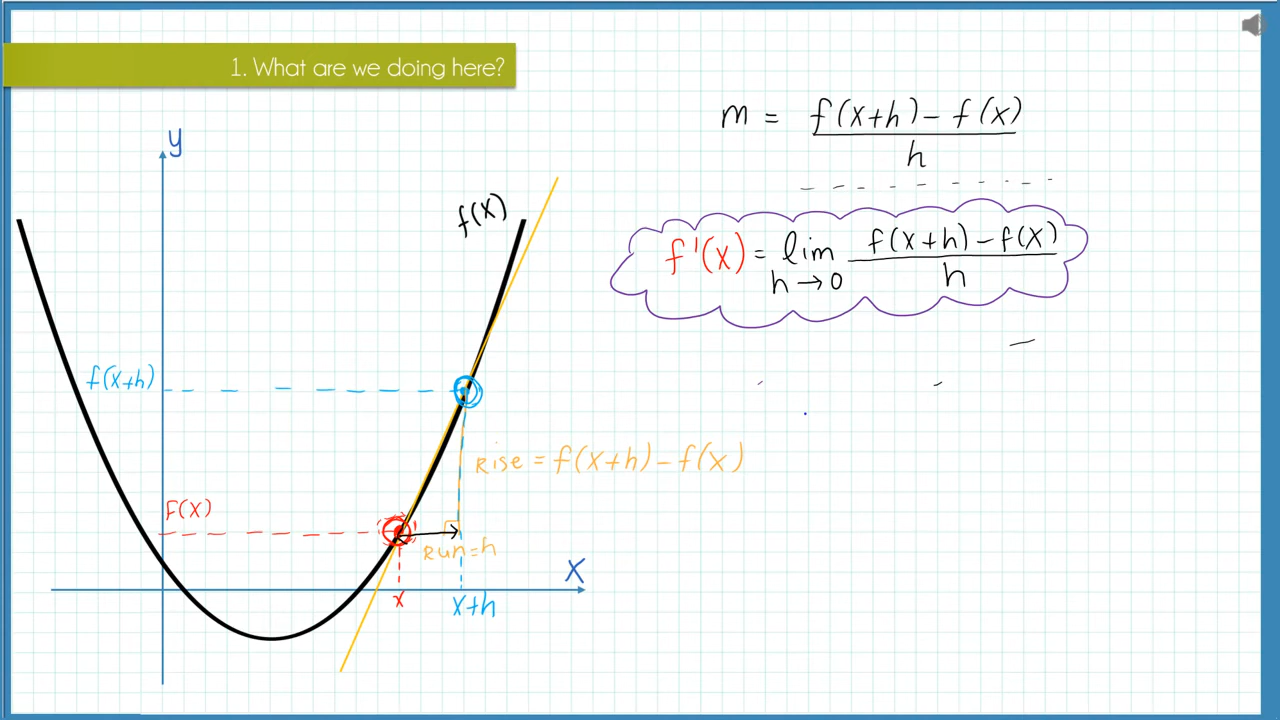 1. What are we doing here?
y
f(x)
m = f(x+h) - f(x)
h
f'(x) = lim f(x+h) - f(x)
h → 0 h
f(x+h)
Rise = f(x+h) - f(x)
F(x)
Run = h
X
x
x+h